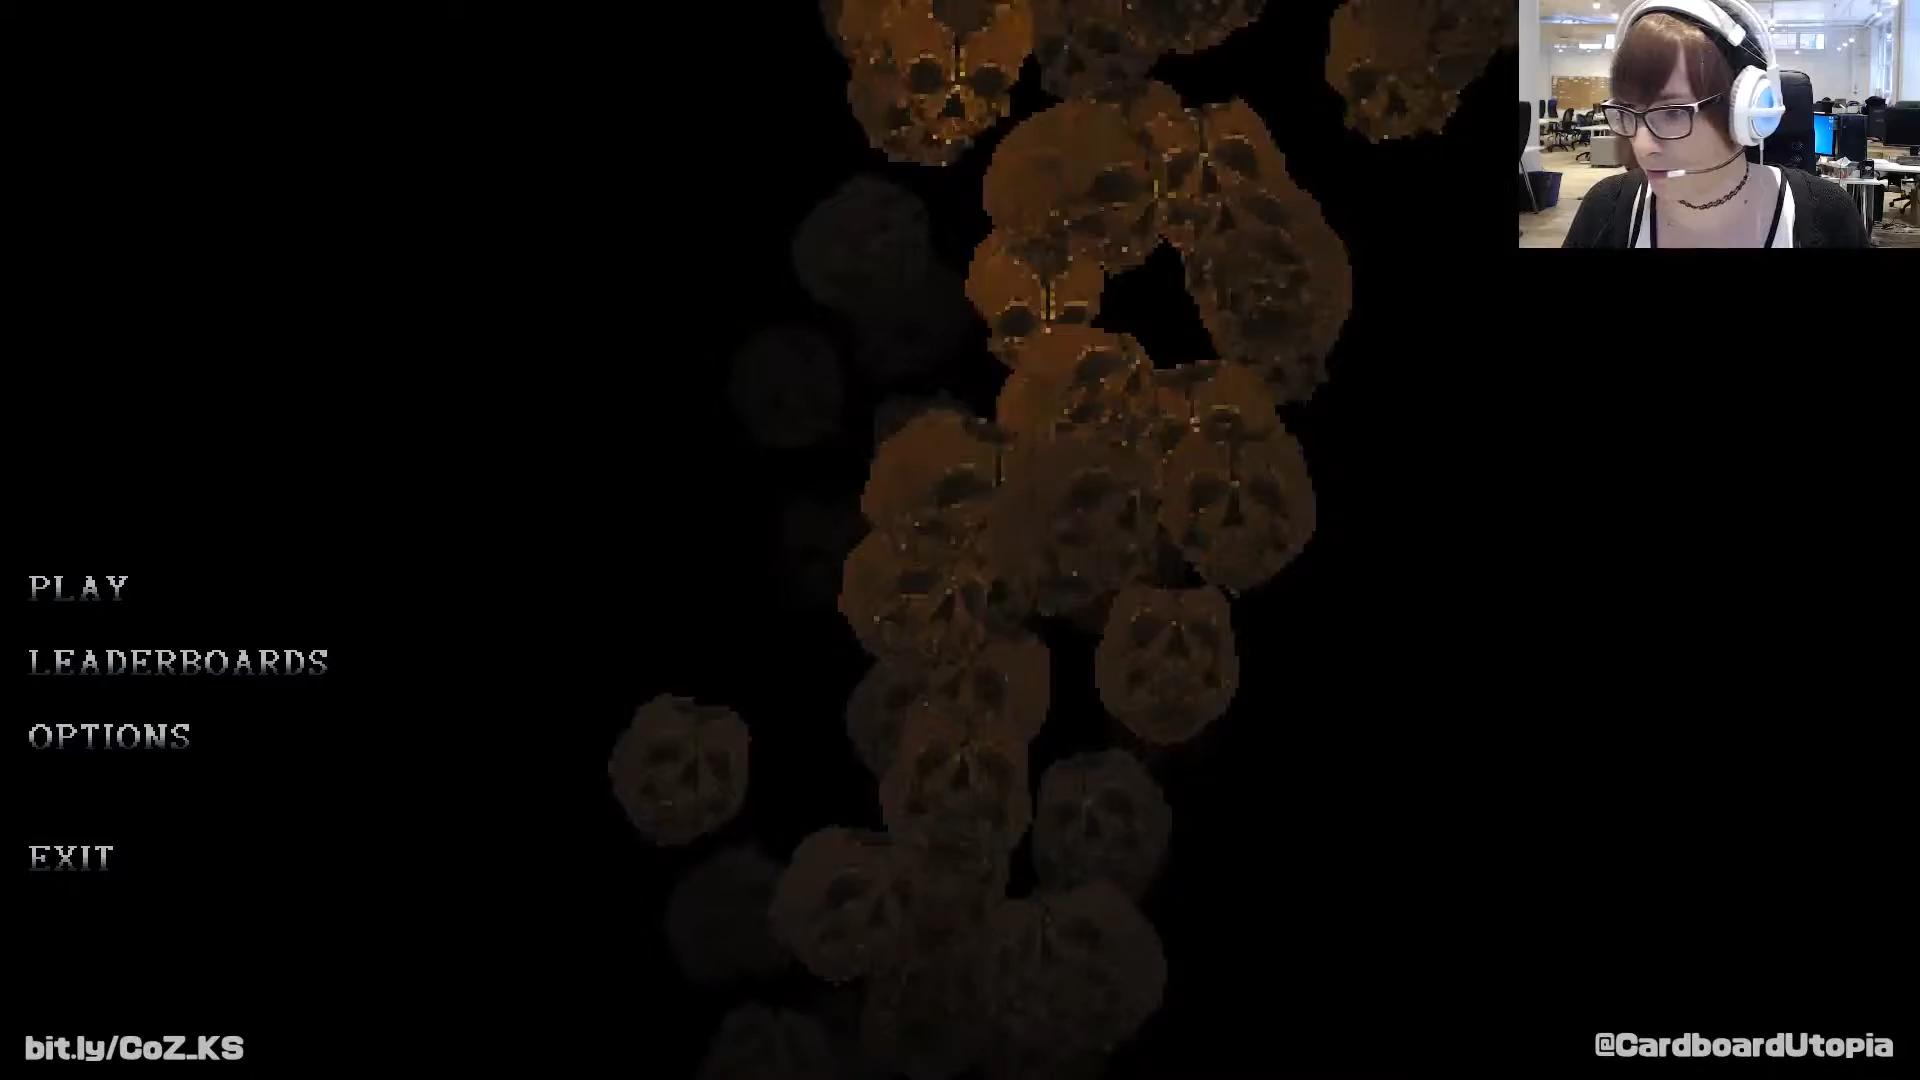 PLAY
LEADERBOARDS
OPTIONS
EXIT
bit.ly/CoZ_KS
@CardboardUtopia